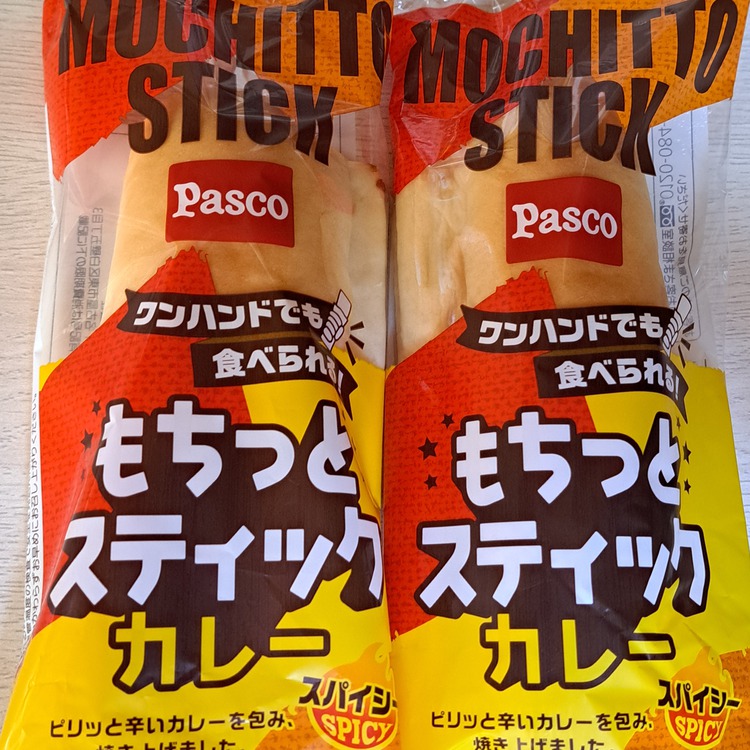 MOCHITTO
STICK
Pasco
ワンハンドでも
食べられる!
もちっと
スティック
カレー
スパイシー
SPICY
ピリッと辛いカレーを包み、
焼き上げました。
MOCHITTO
STICK
Pasco
ワンハンドでも
食べられる!
もちっと
スティック
カレー
スパイシー
SPICY
ピリッと辛いカレーを包み、
焼き上げました。